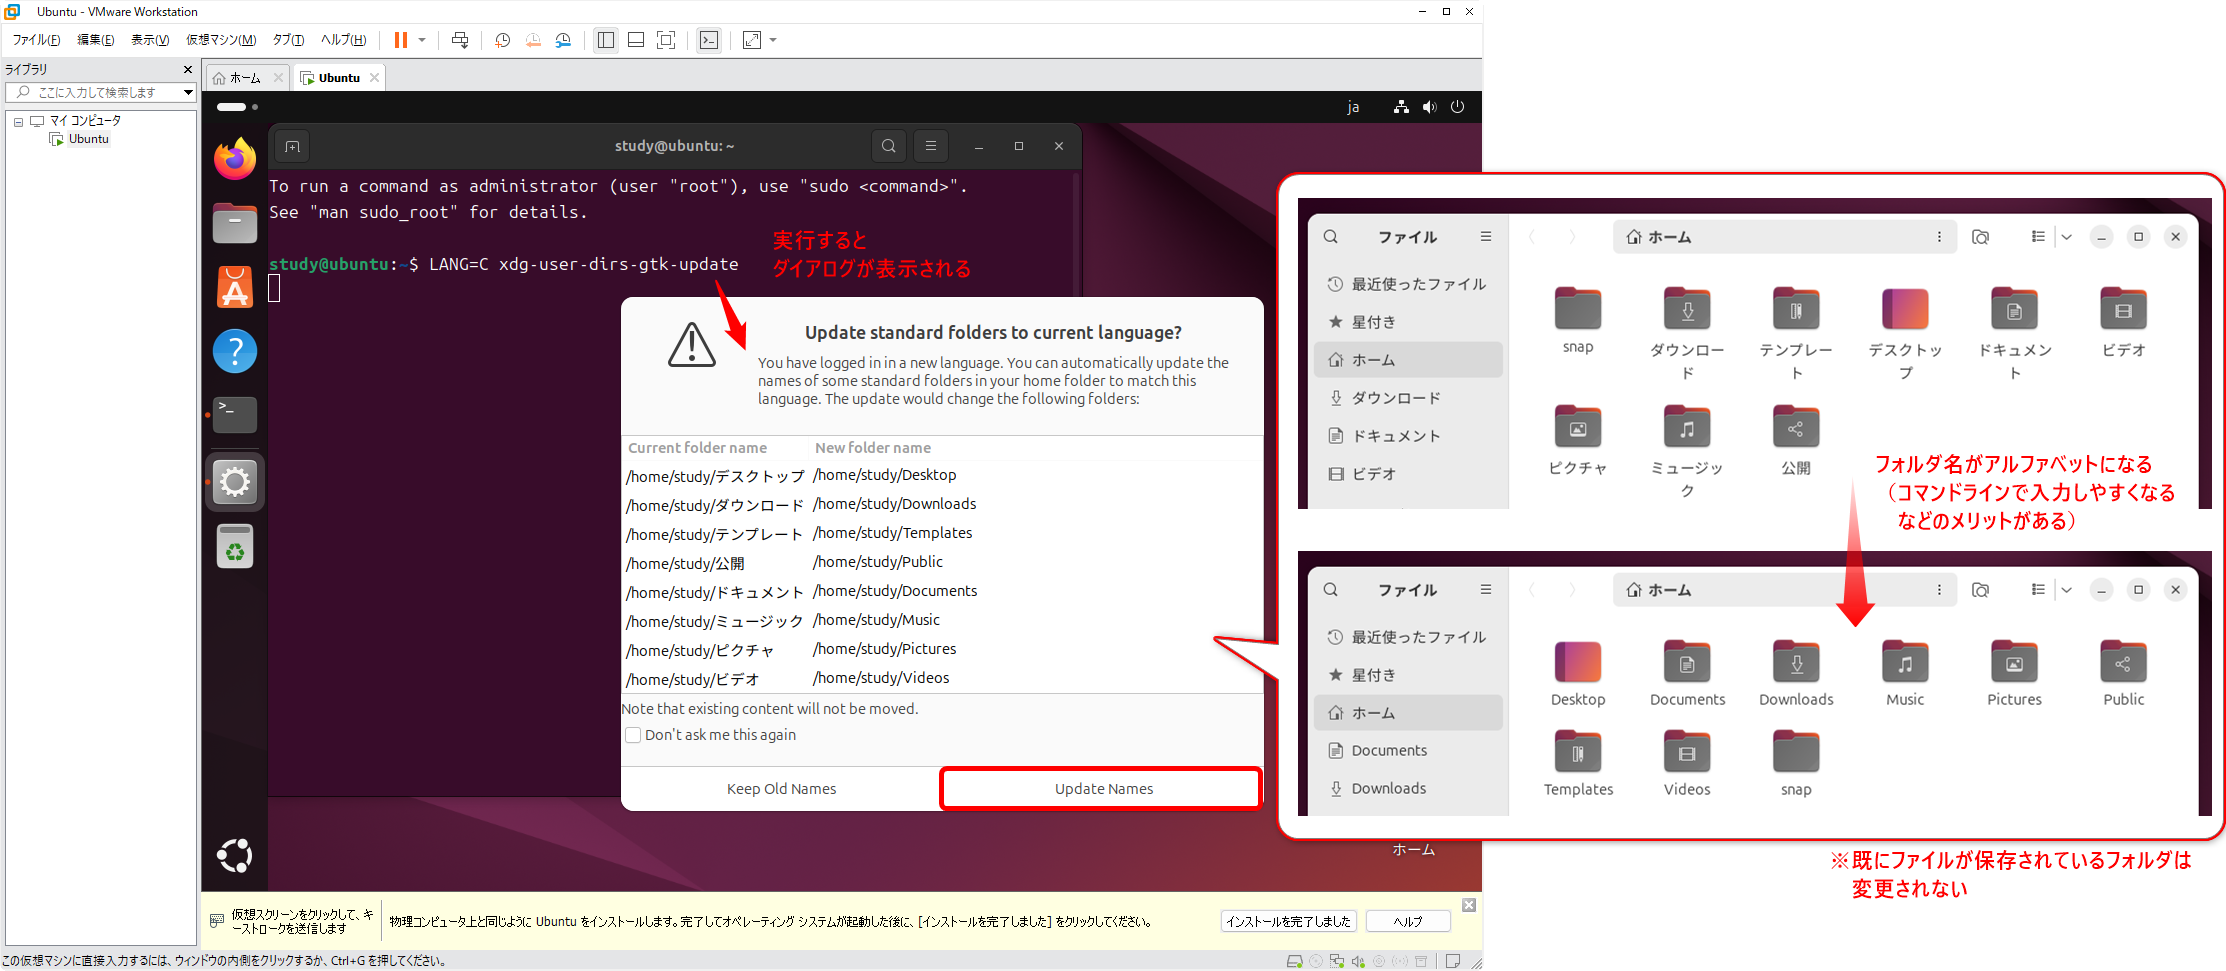 Ubuntu - VMware Workstation
ファイル(F) 編集(E) 表示(V) 仮想マシン(M) タブ(T) ヘルプ(H)
ライブラリ
ここに入力して検索します
マイ コンピュータ
Ubuntu
ホーム
Ubuntu
ja
study@ubuntu: ~
To run a command as administrator (user "root"), use "sudo <command>".
See "man sudo_root" for details.
study@ubuntu:~$ LANG=C xdg-user-dirs-gtk-update
実行すると
ダイアログが表示される
Update standard folders to current language?
You have logged in in a new language. You can automatically update the
names of some standard folders in your home folder to match this
language. The update would change the following folders:
Current folder name New folder name
/home/study/デスクトップ /home/study/Desktop
/home/study/ダウンロード /home/study/Downloads
/home/study/テンプレート /home/study/Templates
/home/study/公開 /home/study/Public
/home/study/ドキュメント /home/study/Documents
/home/study/ミュージック /home/study/Music
/home/study/ピクチャ /home/study/Pictures
/home/study/ビデオ /home/study/Videos
Note that existing content will not be moved.
Don't ask me this again
Keep Old Names Update Names
ファイル
ホーム
最近使ったファイル
星付き
ホーム
ダウンロード
ドキュメント
ビデオ
snap
ダウンロー
ド
テンプレー
ト
デスクトッ
プ
ドキュメン
ト
ビデオ
ピクチャ
ミュージッ
ク
公開
フォルダ名がアルファベットになる
（コマンドラインで入力しやすくなる
などのメリットがある）
ファイル
ホーム
最近使ったファイル
星付き
ホーム
Documents
Downloads
Desktop Documents Downloads Music Pictures Public
Templates Videos snap
ホーム
※既にファイルが保存されているフォルダは
変更されない
仮想スクリーンをクリックして、キ
ーストロークを送信します
物理コンピュータ上と同じように Ubuntu をインストールします。完了してオペレーティング システムが起動した後に、[インストールを完了しました] をクリックしてください。
インストールを完了しました ヘルプ
この仮想マシンに直接入力するには、ウィンドウの内側をクリックするか、Ctrl+G を押してください。